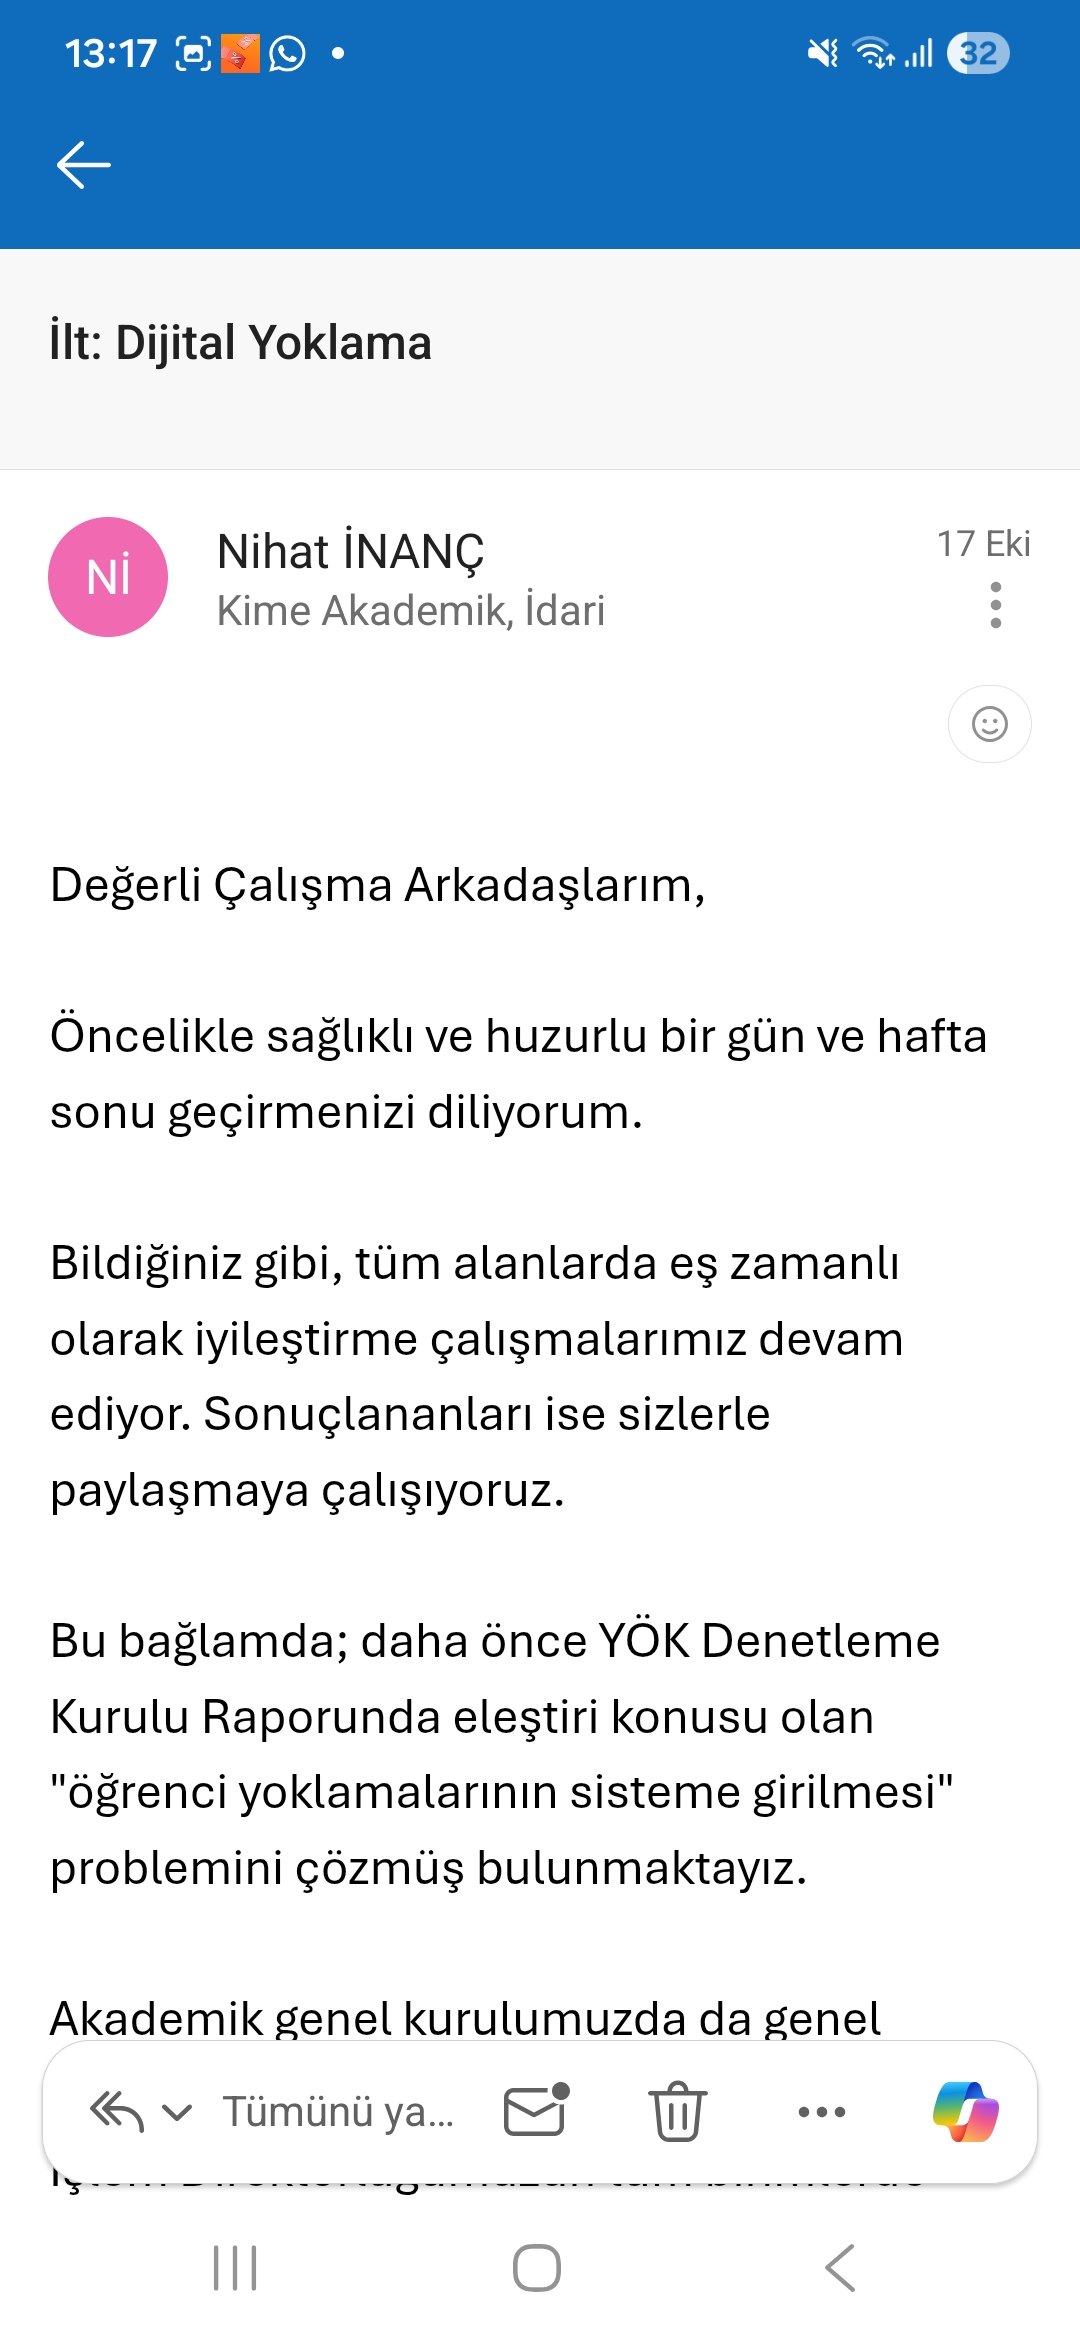 13:17
32
İlt: Dijital Yoklama
Nİ
Nihat İNANÇ
17 Eki
Kime Akademik, İdari
Değerli Çalışma Arkadaşlarım,
Öncelikle sağlıklı ve huzurlu bir gün ve hafta
sonu geçirmenizi diliyorum.
Bildiğiniz gibi, tüm alanlarda eş zamanlı
olarak iyileştirme çalışmalarımız devam
ediyor. Sonuçlananları ise sizlerle
paylaşmaya çalışıyoruz.
Bu bağlamda; daha önce YÖK Denetleme
Kurulu Raporunda eleştiri konusu olan
"öğrenci yoklamalarının sisteme girilmesi"
problemini çözmüş bulunmaktayız.
Akademik genel kurulumuzda da genel
Tümünü ya...